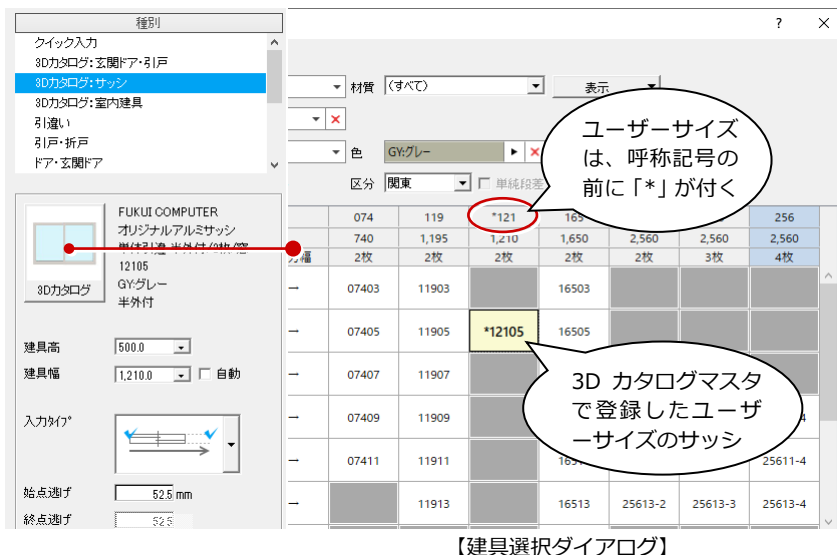 種別
クイック入力
3Dカタログ：玄関ドア・引戸
3Dカタログ：サッシ
3Dカタログ：室内建具
引違い
引戸・折戸
ドア・玄関ドア
FUKUI COMPUTER
オリジナルアルミサッシ
12105
GY:グレー
半外付
3Dカタログ
建具高 500.0
建具幅 1,210.0 自動
入力タイプ
始点逃げ 52.5 mm
終点逃げ 52.5
? ×
材質 (すべて) 表示
色 GY:グレー
区分 関東 単純段差
ユーザーサイズ
は、呼称記号の
前に「*」が付く
074 119 *121 165 256
740 1,195 1,210 1,650 2,560 2,560 2,560
2枚 2枚 2枚 2枚 2枚 3枚 4枚
→ 07403 11903 16503
→ 07405 11905 *12105 16505
→ 07407 11907
→ 07409 11909
→ 07411 11911 25611-4
→ 11913 16513 25613-2 25613-3 25613-4
3D カタログマスタ
で登録したユーザ
ーサイズのサッシ
【建具選択ダイアログ】